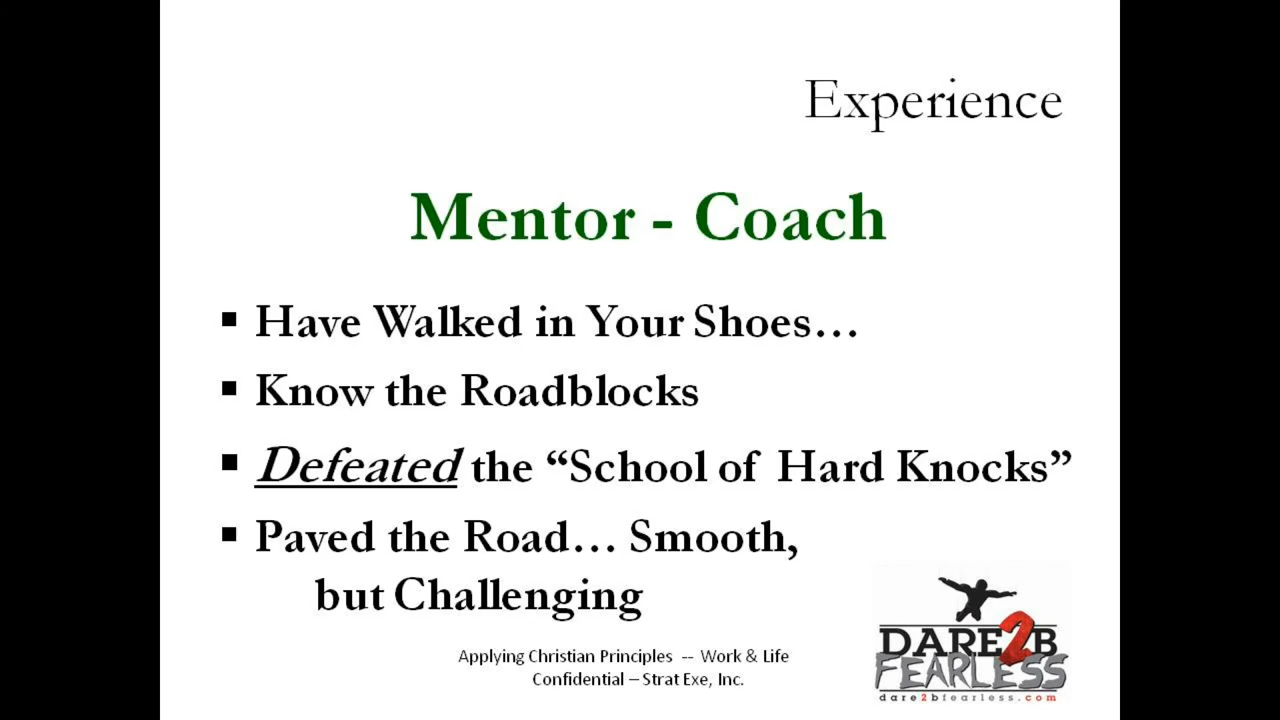 Experience
Mentor - Coach
▪ Have Walked in Your Shoes…
▪ Know the Roadblocks
▪ Defeated the “School of Hard Knocks”
▪ Paved the Road… Smooth,
but Challenging
Applying Christian Principles -- Work & Life
Confidential – Strat Exe, Inc.
DARE2B
FEARLESS
dare2bfearless.com